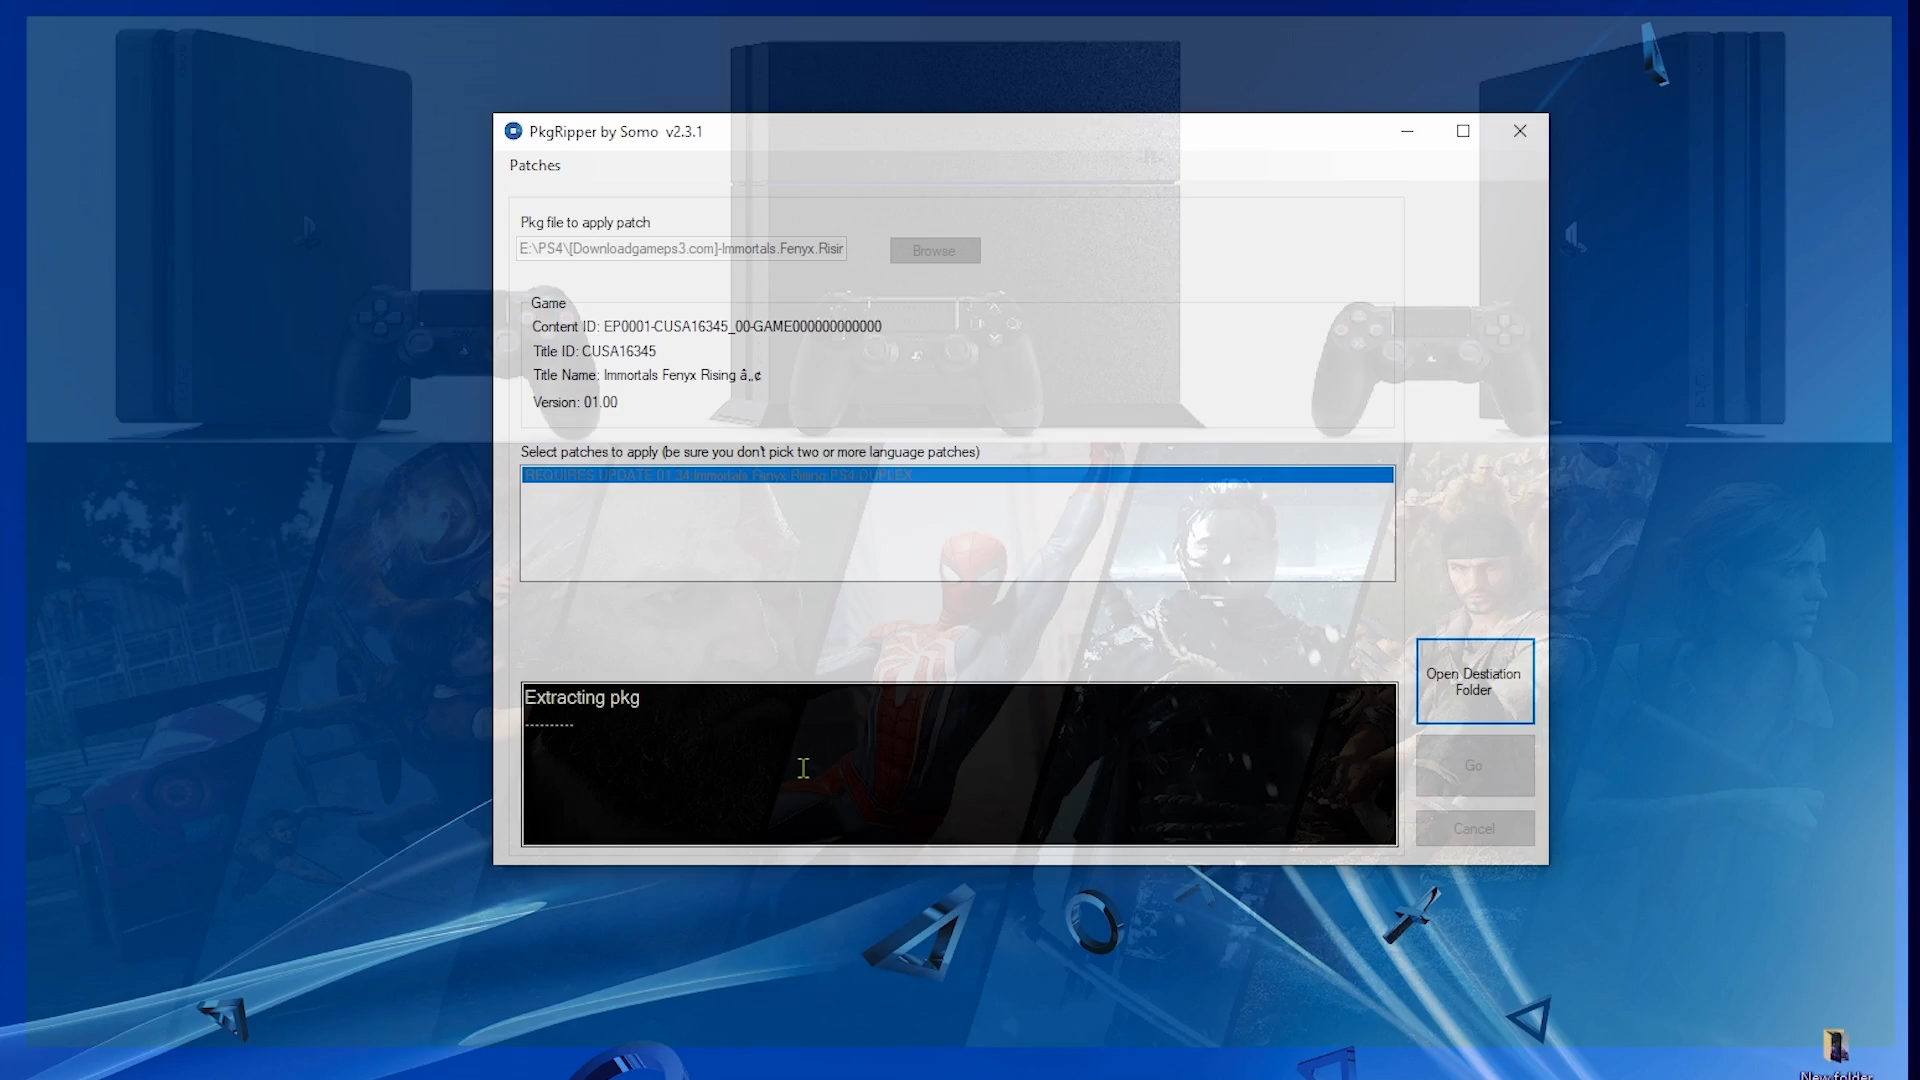 PkgRipper by Somo  v2.3.1
Patches
Pkg file to apply patch
E:\PS4\[Downloadgameps3.com]-Immortals.Fenyx.Risir
Browse
Game
Content ID: EP0001-CUSA16345_00-GAME000000000000
Title ID: CUSA16345
Title Name: Immortals Fenyx Rising â„¢
Version: 01.00
Select patches to apply (be sure you don't pick two or more language patches)
REQUIRES UPDATE 01.34 Immortals Fenyx Rising PS4 DUPLEX
Extracting pkg
----------
Open Destiation
Folder
Go
Cancel
New folder